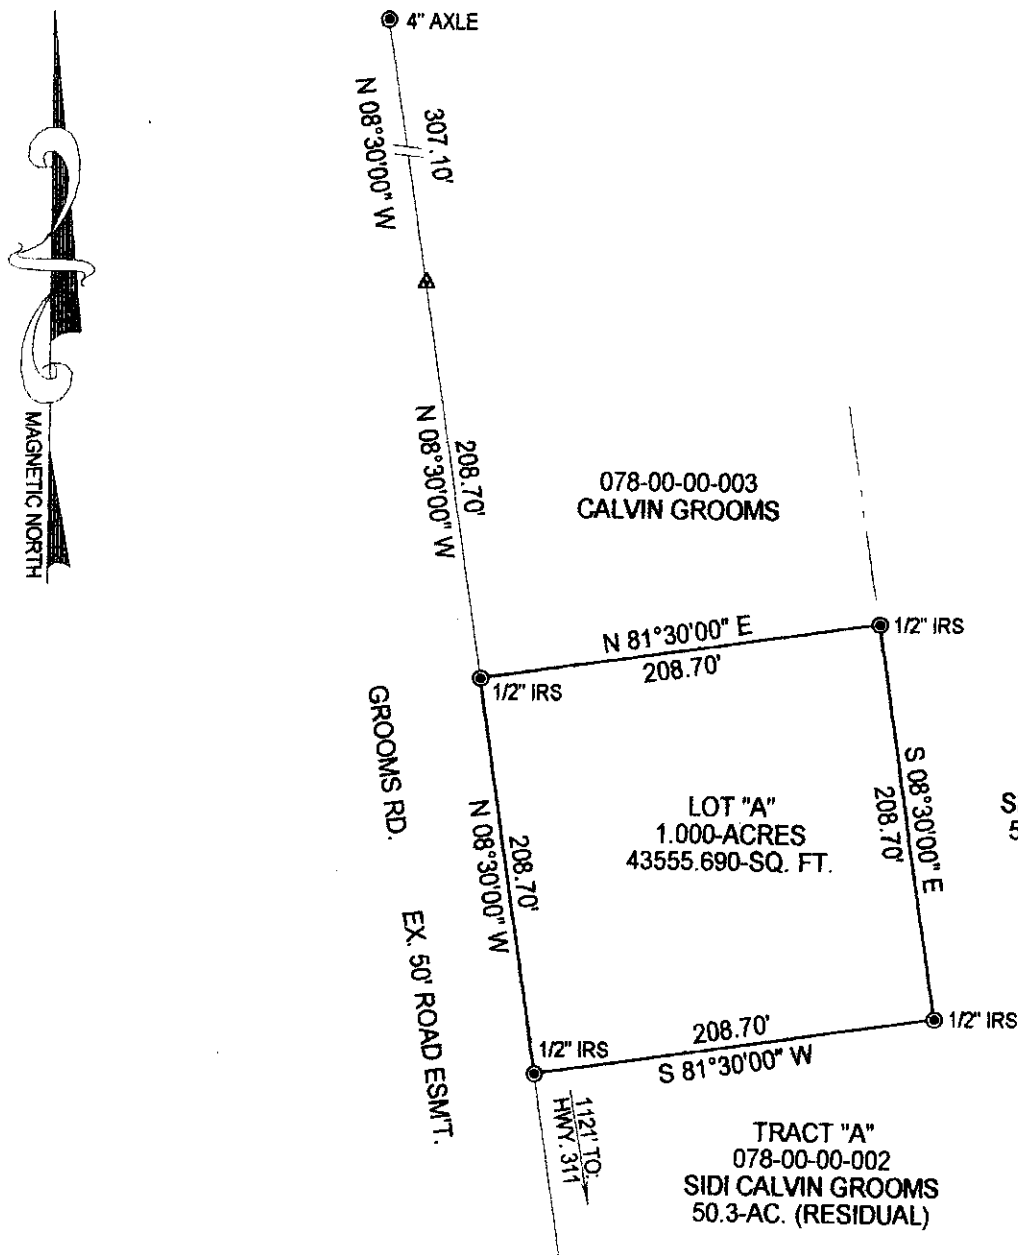 4" AXLE
307.10'
N 08°30'00" W
MAGNETIC NORTH
208.70'
N 08°30'00" W
078-00-00-003
CALVIN GROOMS
N 81°30'00" E
208.70'
1/2" IRS
1/2" IRS
GROOMS RD.
208.70'
N 08°30'00" W
LOT "A"
1.000-ACRES
43555.690-SQ. FT.
S 08°30'00" E
208.70'
S
5
EX. 50' ROAD ESM'T.
208.70'
S 81°30'00" W
1/2" IRS
1/2" IRS
1121' TO:
HWY. 311
TRACT "A"
078-00-00-002
SIDI CALVIN GROOMS
50.3-AC. (RESIDUAL)